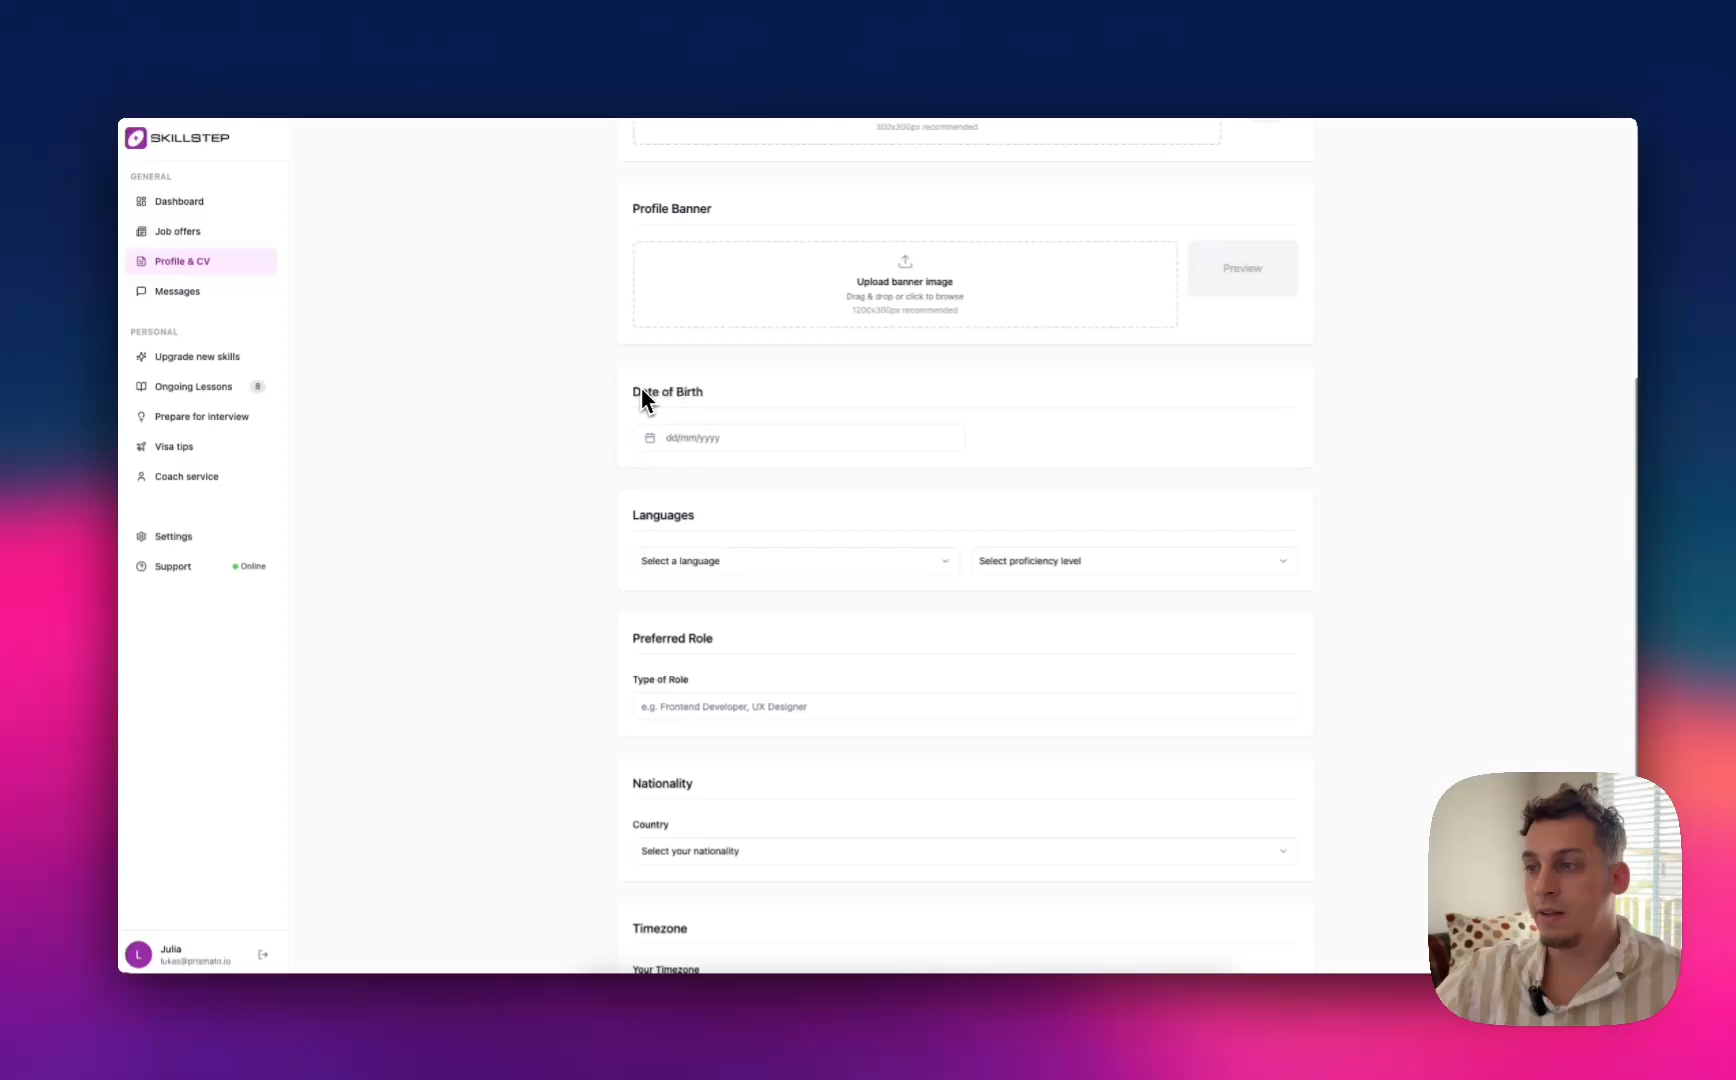 SKILLSTEP
GENERAL
Dashboard
Job offers
Profile & CV
Messages
PERSONAL
Upgrade new skills
Ongoing Lessons 8
Prepare for interview
Visa tips
Coach service
Settings
Support Online
L
Julia
lukas@prismato.io
300x300px recommended
Profile Banner
Upload banner image
Drag & drop or click to browse
1200x300px recommended
Preview
Date of Birth
dd/mm/yyyy
Languages
Select a language
Select proficiency level
Preferred Role
Type of Role
e.g. Frontend Developer, UX Designer
Nationality
Country
Select your nationality
Timezone
Your Timezone